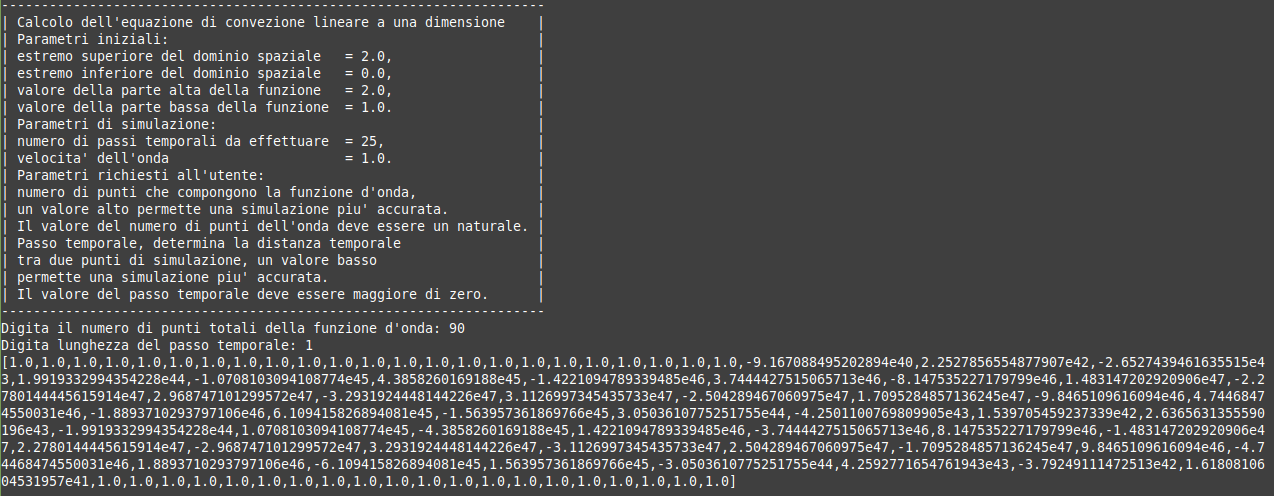 --------------------------------------------------------------------
| Calcolo dell'equazione di convezione lineare a una dimensione    |
| Parametri iniziali:                                              |
| estremo superiore del dominio spaziale   = 2.0,                  |
| estremo inferiore del dominio spaziale   = 0.0,                  |
| valore della parte alta della funzione   = 2.0,                  |
| valore della parte bassa della funzione  = 1.0.                  |
| Parametri di simulazione:                                        |
| numero di passi temporali da effettuare  = 25,                   |
| velocita' dell'onda                      = 1.0.                  |
| Parametri richiesti all'utente:                                  |
| numero di punti che compongono la funzione d'onda,               |
| un valore alto permette una simulazione piu' accurata.           |
| Il valore del numero di punti dell'onda deve essere un naturale. |
| Passo temporale, determina la distanza temporale                 |
| tra due punti di simulazione, un valore basso                    |
| permette una simulazione piu' accurata.                          |
| Il valore del passo temporale deve essere maggiore di zero.      |
--------------------------------------------------------------------
Digita il numero di punti totali della funzione d'onda: 90
Digita lunghezza del passo temporale: 1
[1.0,1.0,1.0,1.0,1.0,1.0,1.0,1.0,1.0,1.0,1.0,1.0,1.0,1.0,1.0,1.0,1.0,1.0,1.0,1.0,1.0,1.0,1.0,-9.167088495202894e40,2.2527856554877907e42,-2.6527439461635515e4
3,1.9919332994354228e44,-1.0708103094108774e45,4.3858260169188e45,-1.4221094789339485e46,3.7444427515065713e46,-8.147535227179799e46,1.483147202920906e47,-2.2
780144445615914e47,2.968747101299572e47,-3.2931924448144226e47,3.1126997345435733e47,-2.504289467060975e47,1.7095284857136245e47,-9.8465109616094e46,4.7446847
4550031e46,-1.8893710293797106e46,6.109415826894081e45,-1.563957361869766e45,3.0503610775251755e44,-4.2501100769809905e43,1.539705459237339e42,2.6365631355590
196e43,-1.9919332994354228e44,1.0708103094108774e45,-4.3858260169188e45,1.4221094789339485e46,-3.7444427515065713e46,8.147535227179799e46,-1.483147202920906e4
7,2.2780144445615914e47,-2.968747101299572e47,3.2931924448144226e47,-3.1126997345435733e47,2.504289467060975e47,-1.7095284857136245e47,9.8465109616094e46,-4.7
4468474550031e46,1.8893710293797106e46,-6.109415826894081e45,1.563957361869766e45,-3.0503610775251755e44,4.2592771654761943e43,-3.79249111472513e42,1.61808106
04531957e41,1.0,1.0,1.0,1.0,1.0,1.0,1.0,1.0,1.0,1.0,1.0,1.0,1.0,1.0,1.0,1.0,1.0,1.0,1.0,1.0]